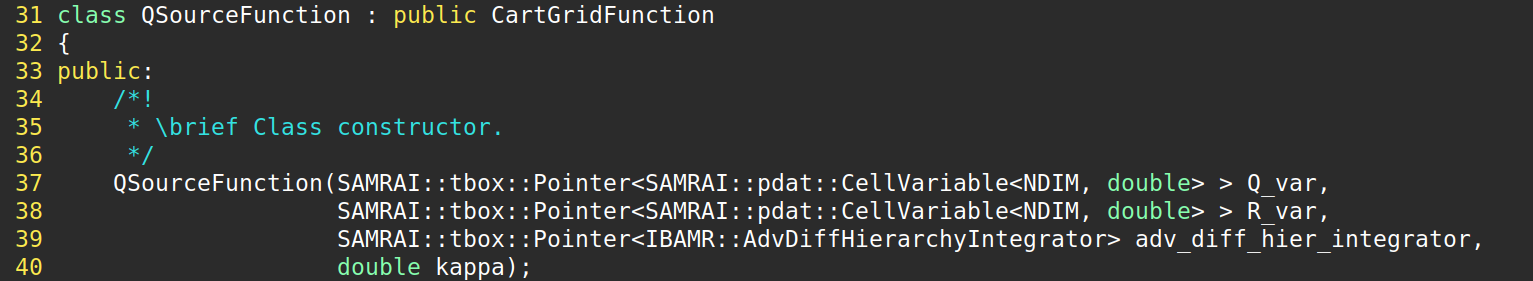 31 class QSourceFunction : public CartGridFunction
32 {
33 public:
34     /*!
35      * \brief Class constructor.
36      */
37     QSourceFunction(SAMRAI::tbox::Pointer<SAMRAI::pdat::CellVariable<NDIM, double> > Q_var,
38                     SAMRAI::tbox::Pointer<SAMRAI::pdat::CellVariable<NDIM, double> > R_var,
39                     SAMRAI::tbox::Pointer<IBAMR::AdvDiffHierarchyIntegrator> adv_diff_hier_integrator,
40                     double kappa);